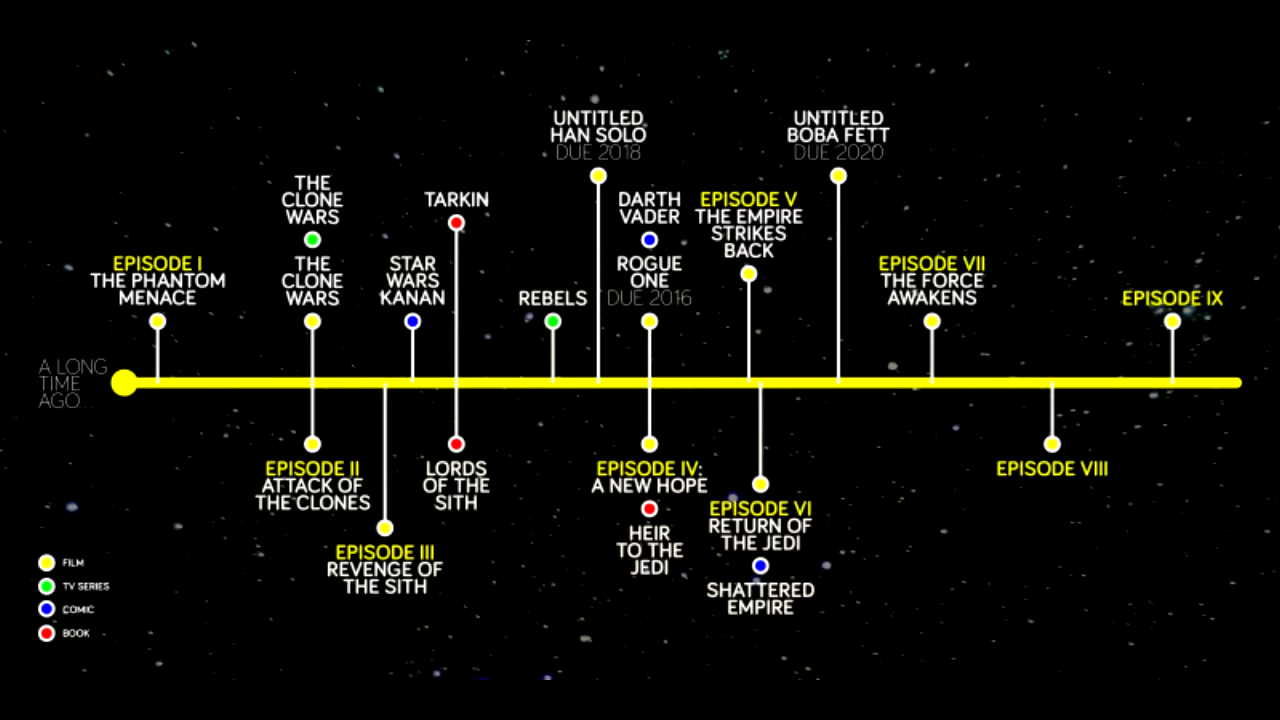 UNTITLED
HAN SOLO
DUE 2018
UNTITLED
BOBA FETT
DUE 2020
THE
CLONE
WARS
THE
CLONE
WARS
TARKIN
DARTH
VADER
ROGUE
ONE
DUE 2016
EPISODE V
THE EMPIRE
STRIKES
BACK
EPISODE I
THE PHANTOM
MENACE
STAR
WARS
KANAN
REBELS
EPISODE VII
THE FORCE
AWAKENS
EPISODE IX
A LONG
TIME
AGO...
EPISODE II
ATTACK OF
THE CLONES
EPISODE III
REVENGE OF
THE SITH
LORDS
OF THE
SITH
EPISODE IV:
A NEW HOPE
HEIR
TO THE
JEDI
EPISODE VI
RETURN OF
THE JEDI
SHATTERED
EMPIRE
EPISODE VIII
FILM
TV SERIES
COMIC
BOOK